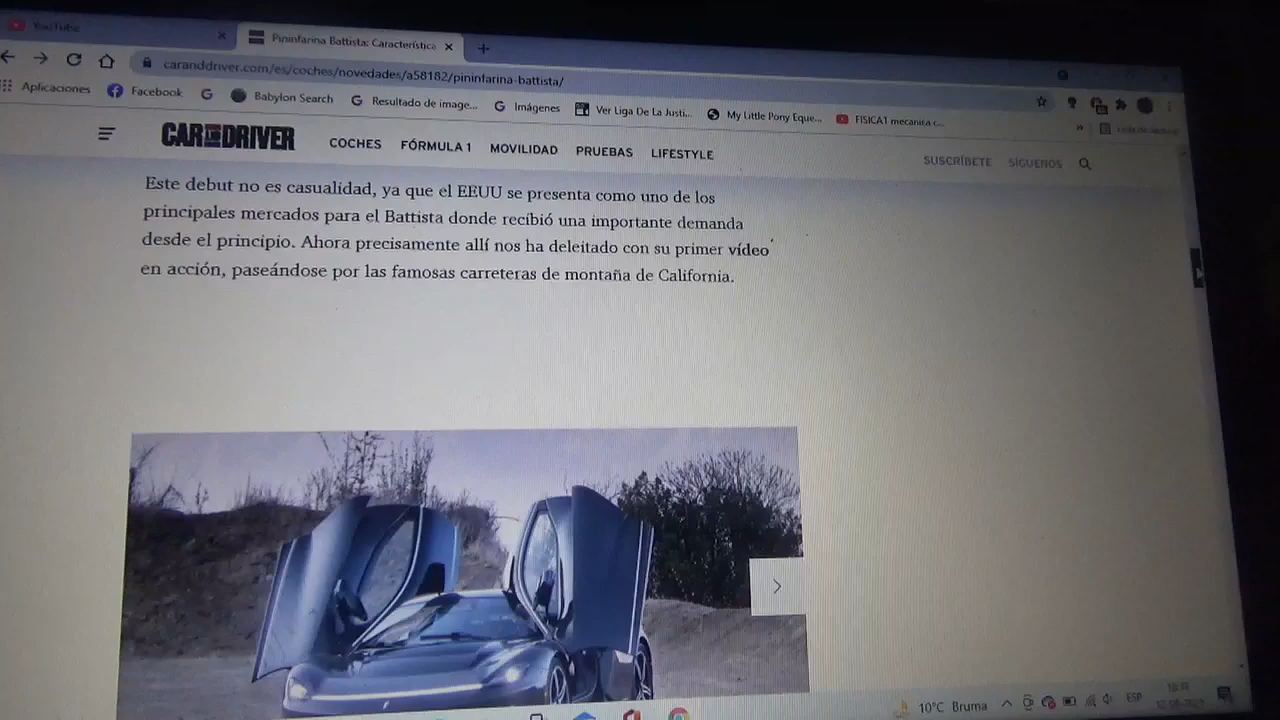 YouTube
Pininfarina Battista: Característica
caranddriver.com/es/coches/novedades/a58182/pininfarina-battista/
Aplicaciones Facebook Babylon Search Resultado de image... Imágenes Ver Liga De La Justi... My Little Pony Eque... FISICA1 mecanica c...
CAR AND DRIVER COCHES FÓRMULA 1 MOVILIDAD PRUEBAS LIFESTYLE SUSCRÍBETE SÍGUENOS
Este debut no es casualidad, ya que el EEUU se presenta como uno de los
principales mercados para el Battista donde recibió una importante demanda
desde el principio. Ahora precisamente allí nos ha deleitado con su primer vídeo
en acción, paseándose por las famosas carreteras de montaña de California.
10°C Bruma ESP